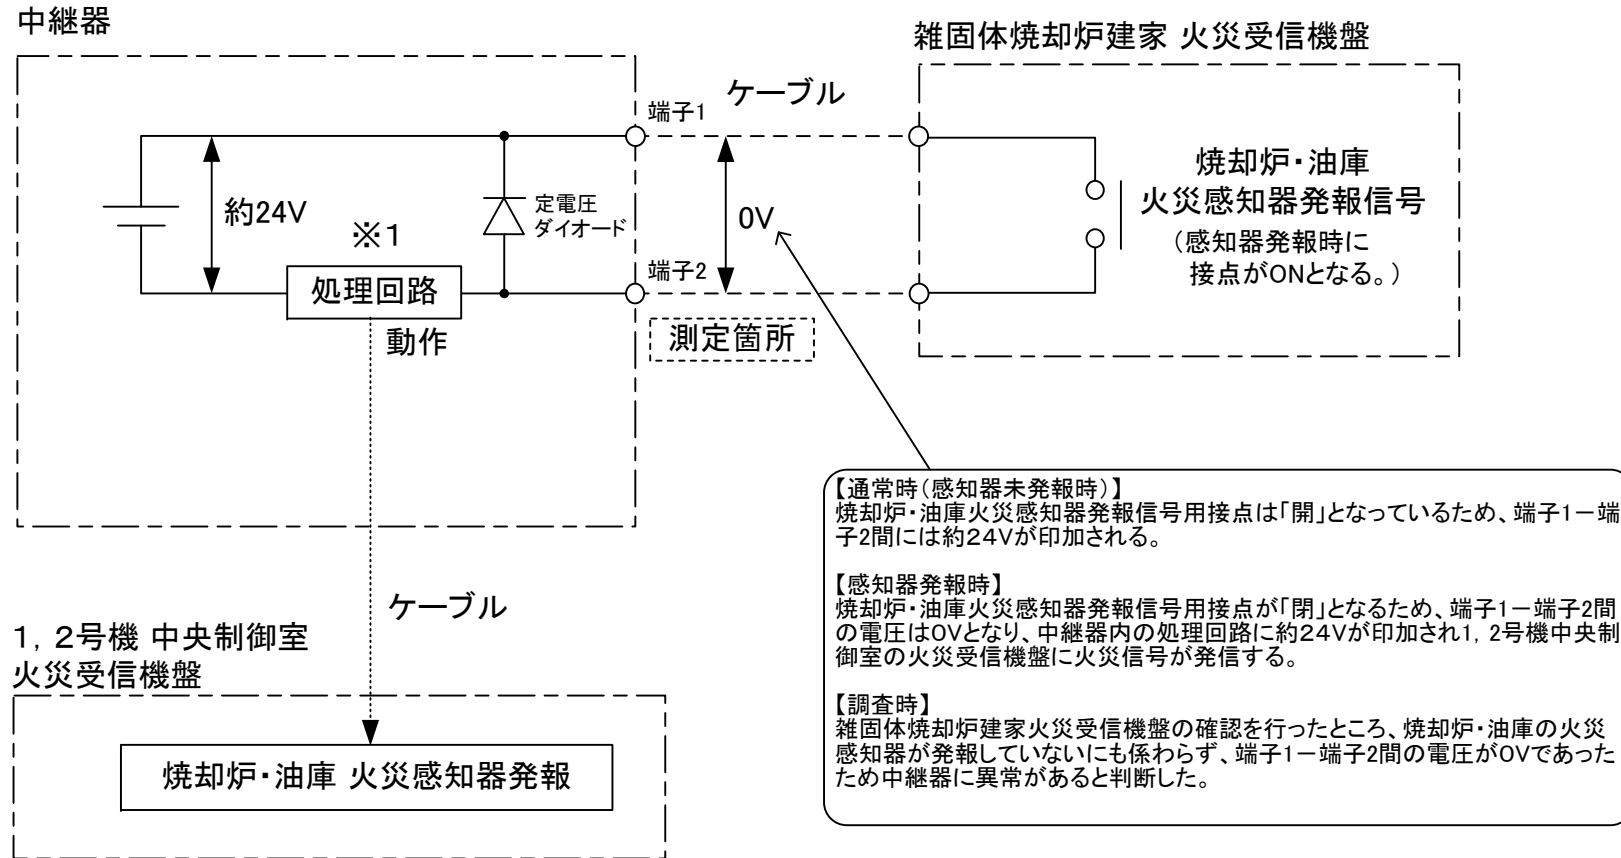 中継器
雑固体焼却炉建家 火災受信機盤
ケーブル
端子1
約24V
※1
処理回路
動作
定電圧
ダイオード
0V
端子2
測定箇所
焼却炉・油庫
火災感知器発報信号
（感知器発報時に
接点がONとなる。）
【通常時（感知器未発報時）】
焼却炉・油庫火災感知器発報信号用接点は「開」となっているため、端子1－端
子2間には約２４Vが印加される。
【感知器発報時】
焼却炉・油庫火災感知器発報信号用接点が「閉」となるため、端子1－端子2間
の電圧は0Vとなり、中継器内の処理回路に約２４Vが印加され1，2号機中央制
御室の火災受信機盤に火災信号が発信する。
【調査時】
雑固体焼却炉建家火災受信機盤の確認を行ったところ、焼却炉・油庫の火災
感知器が発報していないにも係わらず、端子1－端子2間の電圧が0Vであった
ため中継器に異常があると判断した。
ケーブル
１，２号機 中央制御室
火災受信機盤
焼却炉・油庫 火災感知器発報